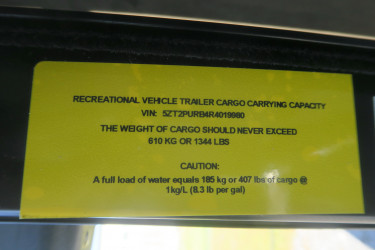 RECREATIONAL VEHICLE TRAILER CARGO CARRYING CAPACITY
VIN: 5ZT2PURB4R4019980
THE WEIGHT OF CARGO SHOULD NEVER EXCEED
610 KG OR 1344 LBS
CAUTION:
A full load of water equals 185 kg or 407 lbs of cargo @
1kg/L (8.3 lb per gal)